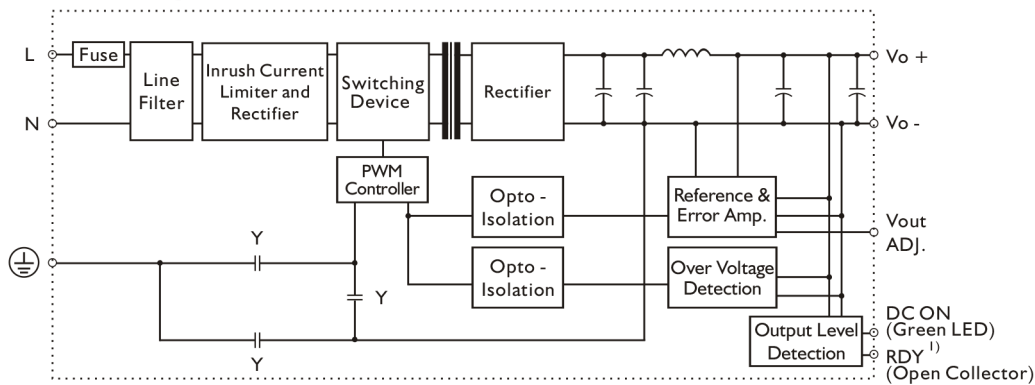 L
Fuse
Line
Filter
Inrush Current
Limiter and
Rectifier
Switching
Device
Rectifier
Vo +
N
Vo -
PWM
Controller
Opto -
Isolation
Reference &
Error Amp.
Vout
ADJ.
Y
Opto -
Isolation
Over Voltage
Detection
Y
Y
Output Level
Detection
DC ON
(Green LED)
RDY 1)
(Open Collector)